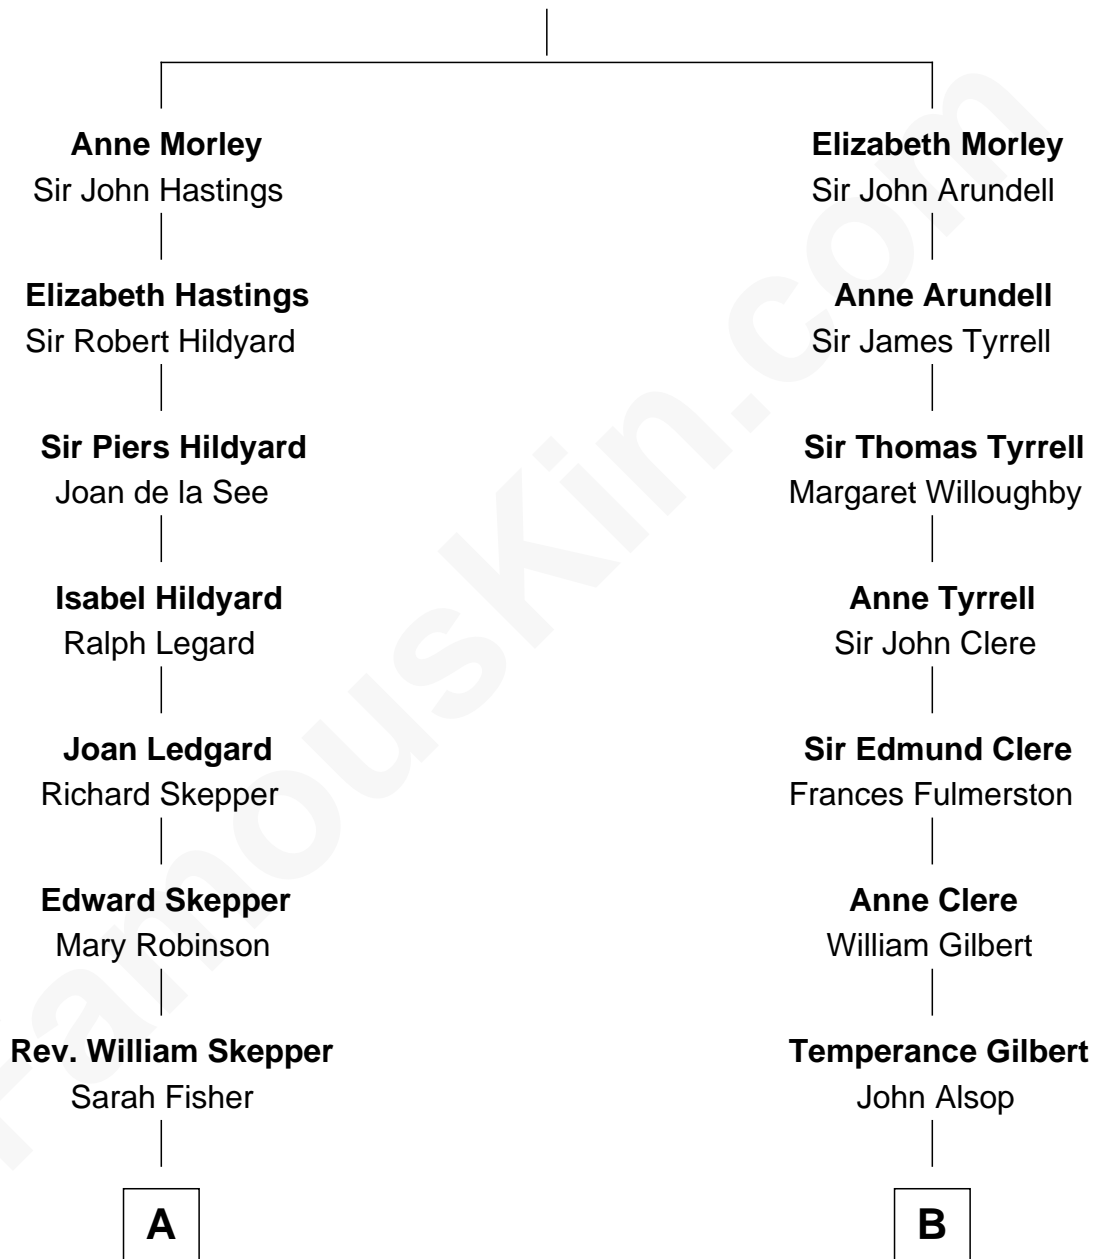 Anne Morley
Sir John Hastings
Elizabeth Hastings
Sir Robert Hildyard
Sir Piers Hildyard
Joan de la See
Isabel Hildyard
Ralph Legard
Joan Ledgard
Richard Skepper
Edward Skepper
Mary Robinson
Rev. William Skepper
Sarah Fisher
A
Elizabeth Morley
Sir John Arundell
Anne Arundell
Sir James Tyrrell
Sir Thomas Tyrrell
Margaret Willoughby
Anne Tyrrell
Sir John Clere
Sir Edmund Clere
Frances Fulmerston
Anne Clere
William Gilbert
Temperance Gilbert
John Alsop
B
FamousKin.com